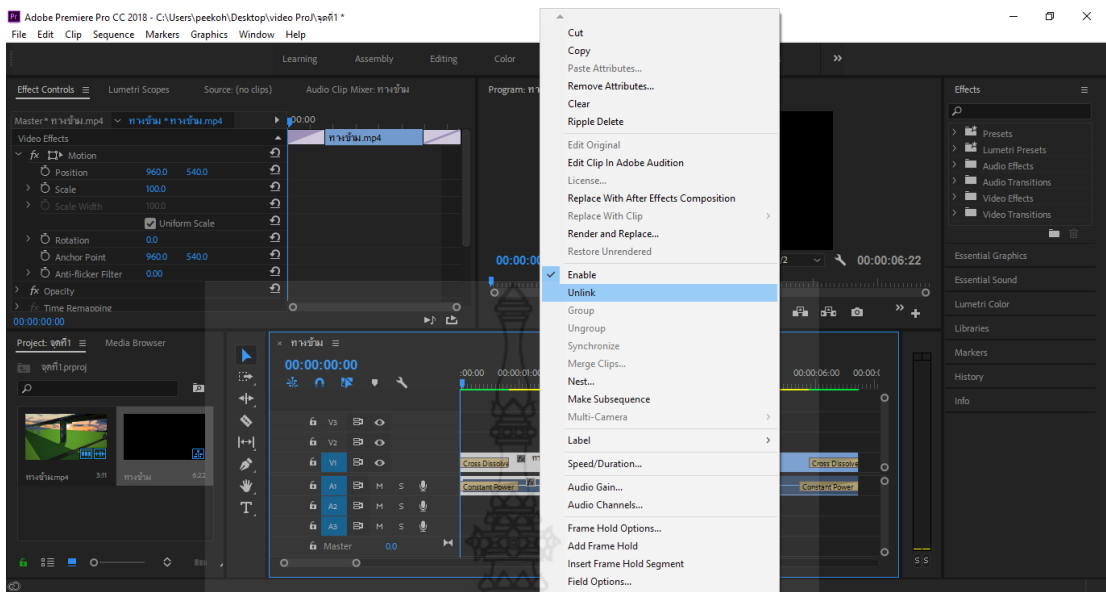 Pr Adobe Premiere Pro CC 2018 - C:\Users\peekoh\Desktop\video ProJ\จุดที่1 *
File Edit Clip Sequence Markers Graphics Window Help
Learning Assembly Editing Color
Effect Controls Lumetri Scopes Source: (no clips) Audio Clip Mixer: ทางข้าม
Master * ทางข้าม.mp4 ทางข้าม * ทางข้าม.mp4
:00:00
ทางข้าม.mp4
Video Effects
fx Motion
Position 960.0 540.0
Scale 100.0
Scale Width 100.0
Uniform Scale
Rotation 0.0
Anchor Point 960.0 540.0
Anti-flicker Filter 0.00
fx Opacity
fx Time Remapping
00:00:00:00
Program: ทา
00:00:0
/2 00:00:06:22
Cut
Copy
Paste Attributes...
Remove Attributes...
Clear
Ripple Delete
Edit Original
Edit Clip In Adobe Audition
License...
Replace With After Effects Composition
Replace With Clip
Render and Replace...
Restore Unrendered
Enable
Unlink
Group
Ungroup
Synchronize
Merge Clips...
Nest...
Make Subsequence
Multi-Camera
Label
Speed/Duration...
Audio Gain...
Audio Channels...
Frame Hold Options...
Add Frame Hold
Insert Frame Hold Segment
Field Options...
Effects
Presets
Lumetri Presets
Audio Effects
Audio Transitions
Video Effects
Video Transitions
Essential Graphics
Essential Sound
Lumetri Color
Libraries
Markers
History
Info
Project: จุดที่1 Media Browser
จุดที่1.prproj
ทางข้าม.mp4 3:11 ทางข้าม 6:22
ทางข้าม
00:00:00:00
:00:00 00:00:01:00 00:00:06:00 00:00:0
V3
V2
V1 Cross Dissolve Cross Dissolve
A1 M S Constant Power Constant Power
A2 M S
A3 M S
Master 0.0
S S